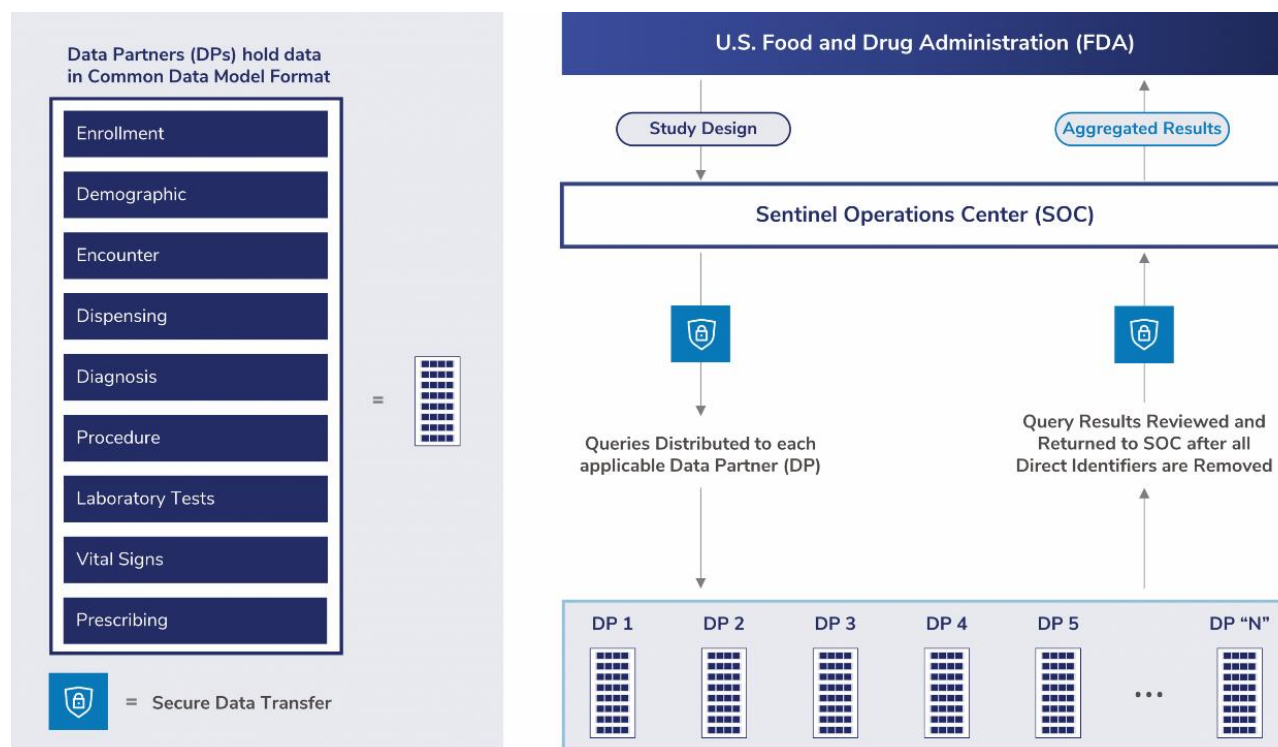 Data Partners (DPs) hold data
in Common Data Model Format
Enrollment
Demographic
Encounter
Dispensing
Diagnosis
Procedure
Laboratory Tests
Vital Signs
Prescribing
=
= Secure Data Transfer
U.S. Food and Drug Administration (FDA)
Study Design
Aggregated Results
Sentinel Operations Center (SOC)
Queries Distributed to each
applicable Data Partner (DP)
Query Results Reviewed and
Returned to SOC after all
Direct Identifiers are Removed
DP 1 DP 2 DP 3 DP 4 DP 5 DP “N”
...